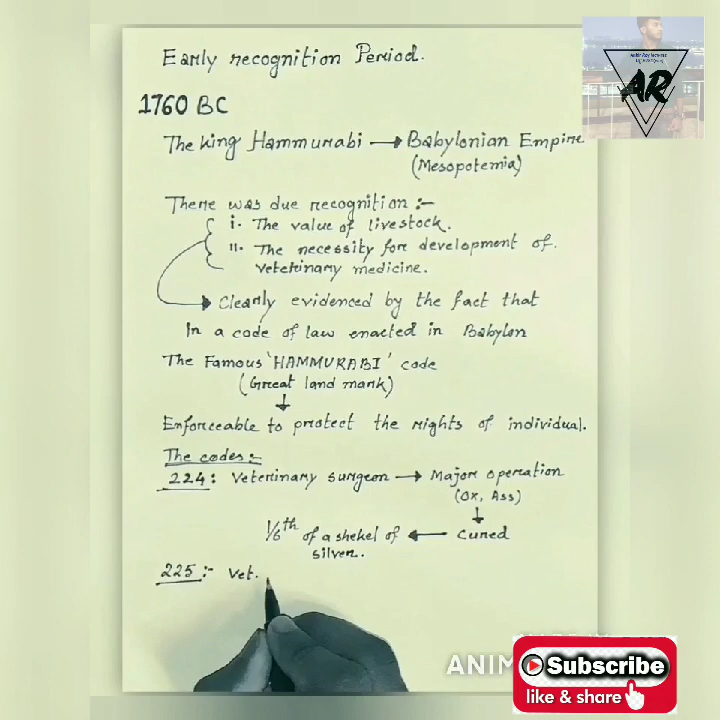 Early recognition Period.
1760 BC
The King Hammurabi → Babylonian Empire
(Mesopotemia)
There was due recognition :-
i. The value of livestock.
ii. The necessity for development of.
veterinary medicine.
Clearly evidenced by the fact that
In a code of law enacted in Babylon
The Famous 'HAMMURABI' code
(Great land mark)
↓
Enforceable to protect the rights of individual.
The codes:-
224: Veterinary surgeon → Major operation
(Ox, Ass)
↓
1/6th of a shekel of ← cured
silver.
225:- Vet.
AR
ANIM
Subscribe
like & share